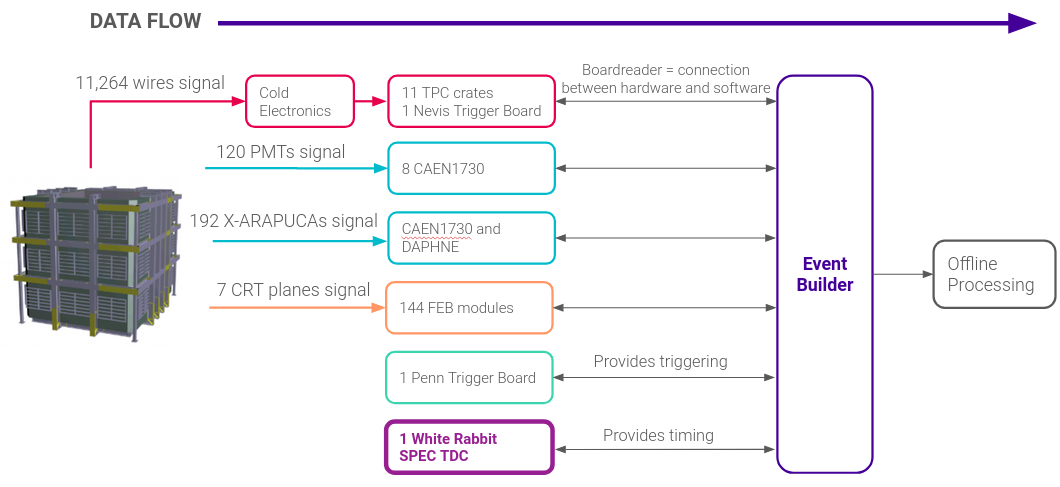 DATA FLOW
11,264 wires signal
Cold
Electronics
11 TPC crates
1 Nevis Trigger Board
Boardreader = connection
between hardware and software
120 PMTs signal
8 CAEN1730
192 X-ARAPUCAs signal
CAEN1730 and
DAPHNE
7 CRT planes signal
144 FEB modules
1 Penn Trigger Board
Provides triggering
1 White Rabbit
SPEC TDC
Provides timing
Event
Builder
Offline
Processing